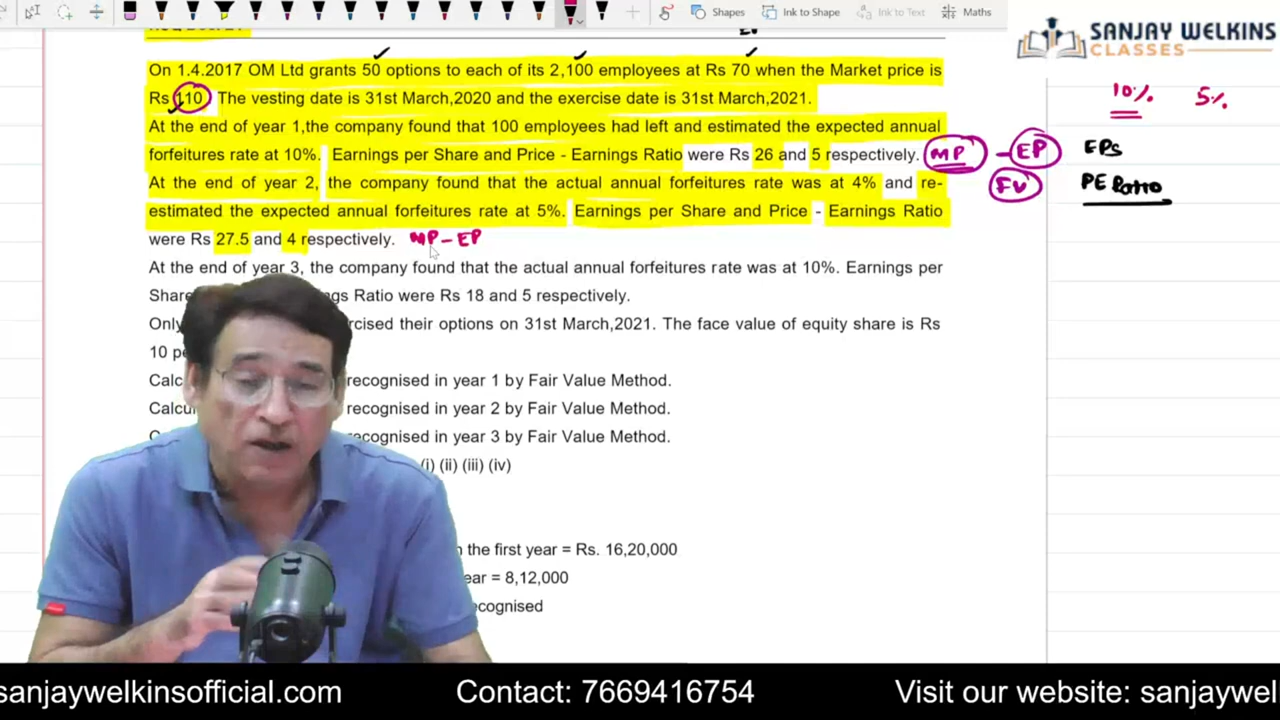 Shapes Ink to Shape Ink to Text Maths
SANJAY WELKINS
CLASSES
On 1.4.2017 OM Ltd grants 50 options to each of its 2,100 employees at Rs 70 when the Market price is
Rs 110 The vesting date is 31st March,2020 and the exercise date is 31st March,2021.
10% 5%
At the end of year 1,the company found that 100 employees had left and estimated the expected annual
forfeitures rate at 10%. Earnings per Share and Price - Earnings Ratio were Rs 26 and 5 respectively. MP - EP EPS
At the end of year 2, the company found that the actual annual forfeitures rate was at 4% and re- FV PE Ratio
estimated the expected annual forfeitures rate at 5%. Earnings per Share and Price - Earnings Ratio
were Rs 27.5 and 4 respectively. MP - EP
At the end of year 3, the company found that the actual annual forfeitures rate was at 10%. Earnings per
Share ngs Ratio were Rs 18 and 5 respectively.
Only rcised their options on 31st March,2021. The face value of equity share is Rs
10 pe
Calc recognised in year 1 by Fair Value Method.
Calcu recognised in year 2 by Fair Value Method.
recognised in year 3 by Fair Value Method.
(i) (ii) (iii) (iv)
the first year = Rs. 16,20,000
ear = 8,12,000
cognised
sanjaywelkinsofficial.com Contact: 7669416754 Visit our website: sanjaywel